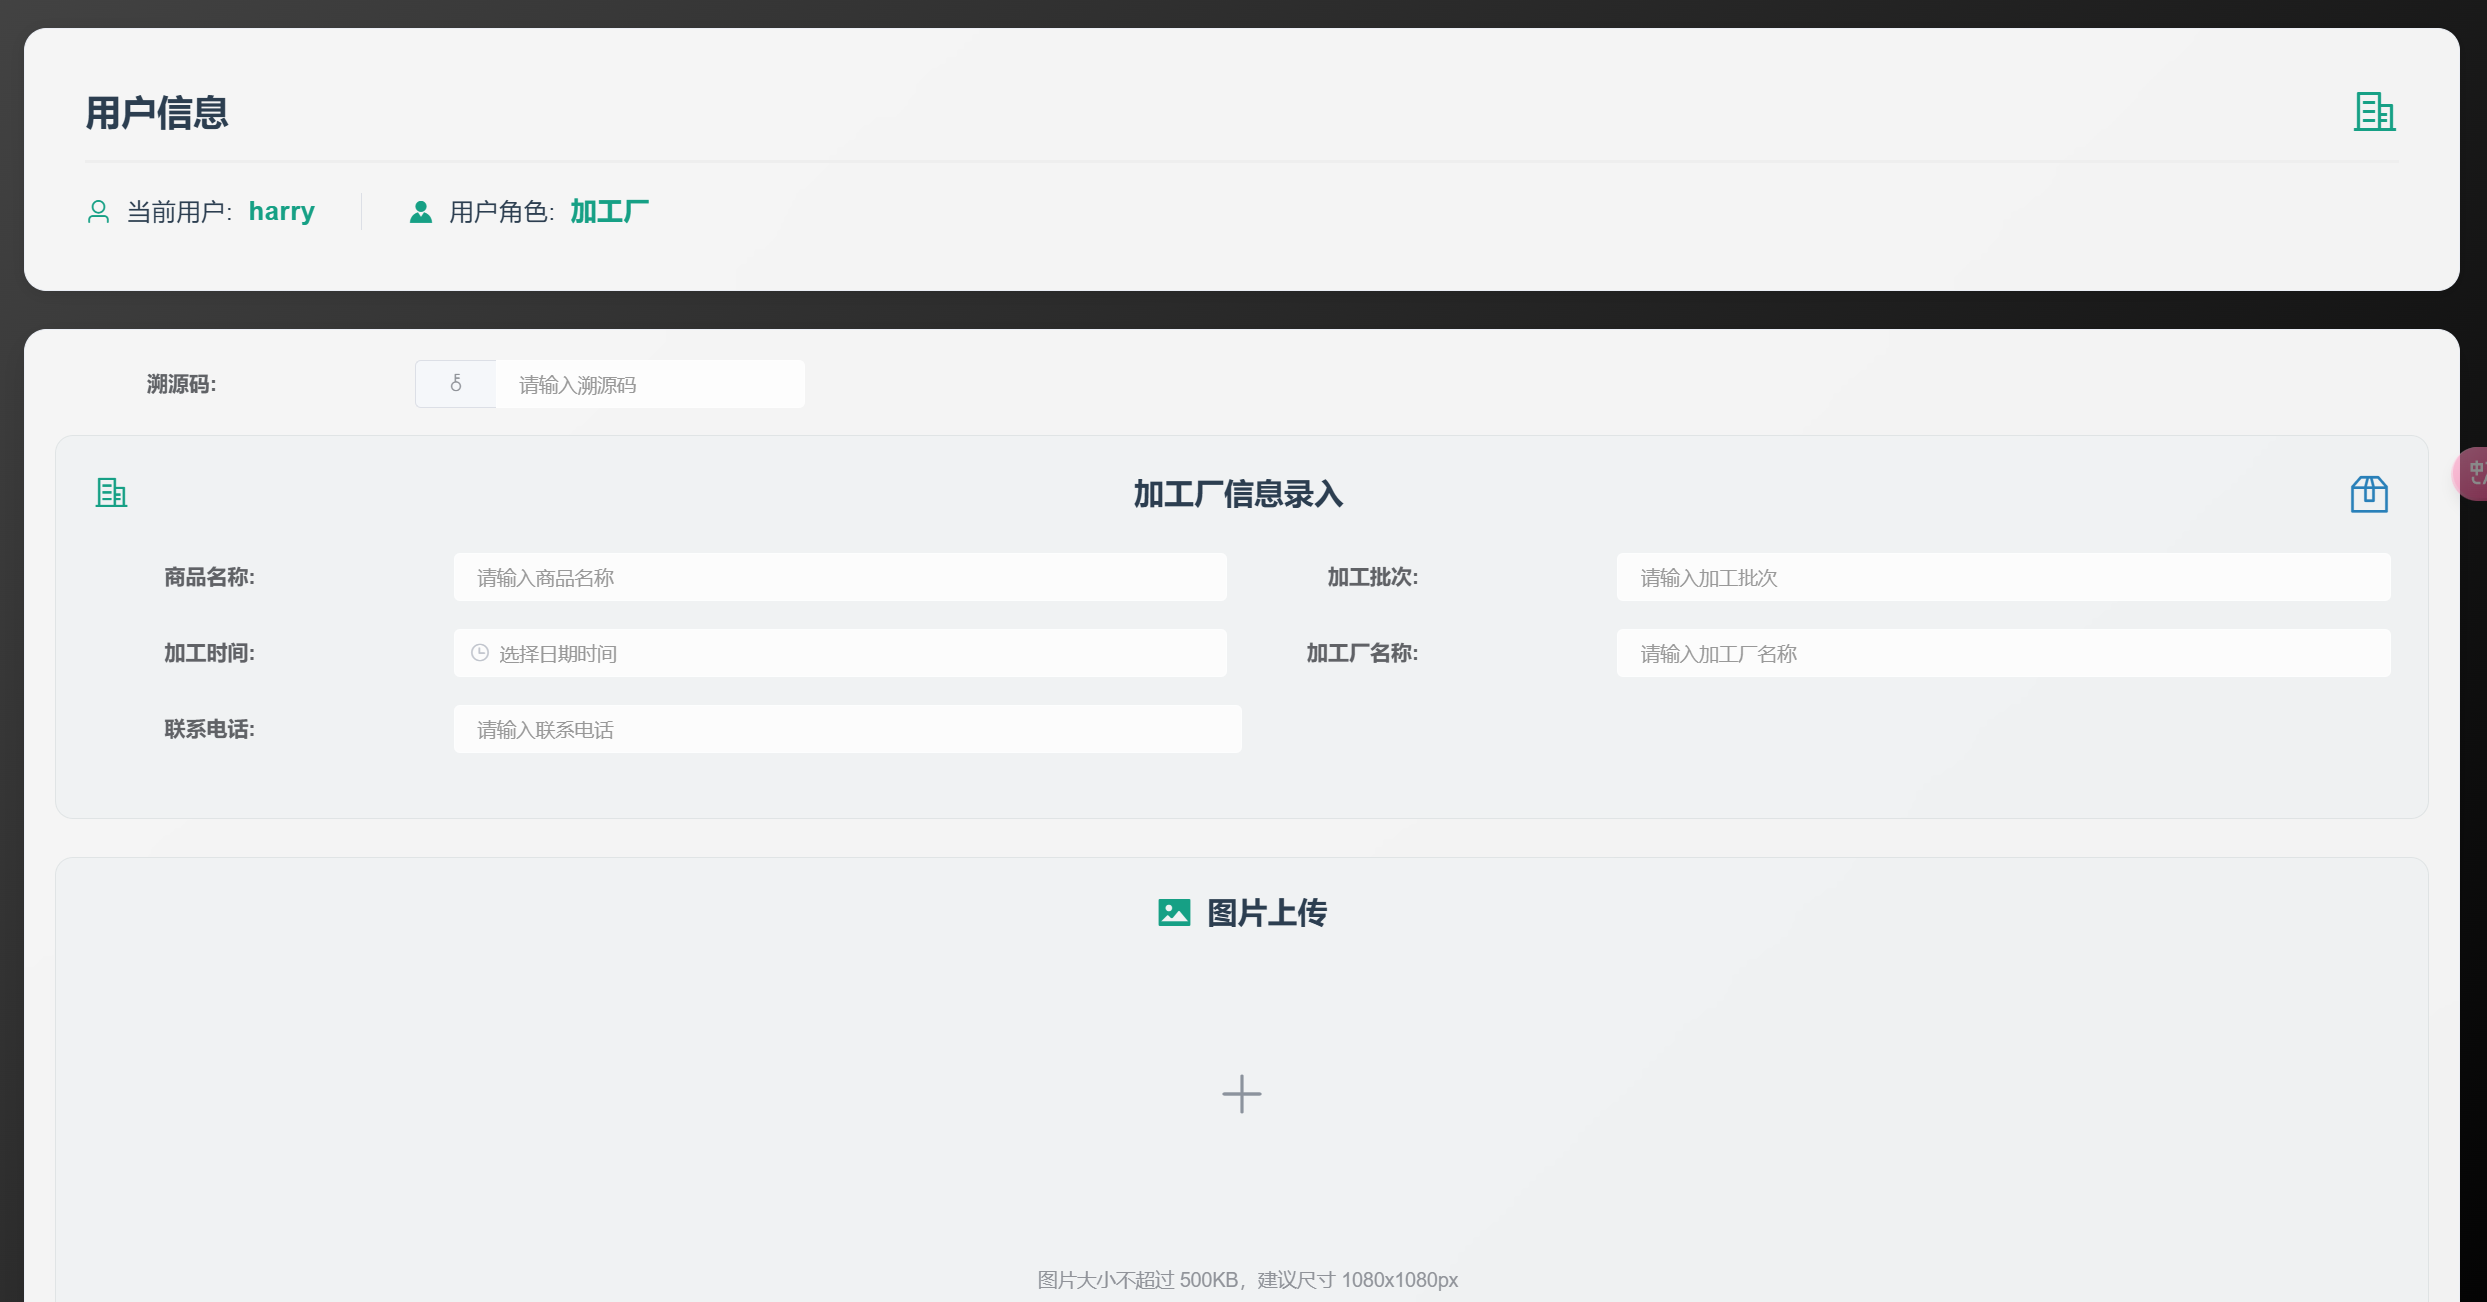 用户信息
当前用户: harry
用户角色: 加工厂
溯源码:
请输入溯源码
加工厂信息录入
商品名称:
请输入商品名称
加工批次:
请输入加工批次
加工时间:
选择日期时间
加工厂名称:
请输入加工厂名称
联系电话:
请输入联系电话
图片上传
图片大小不超过 500KB，建议尺寸 1080x1080px